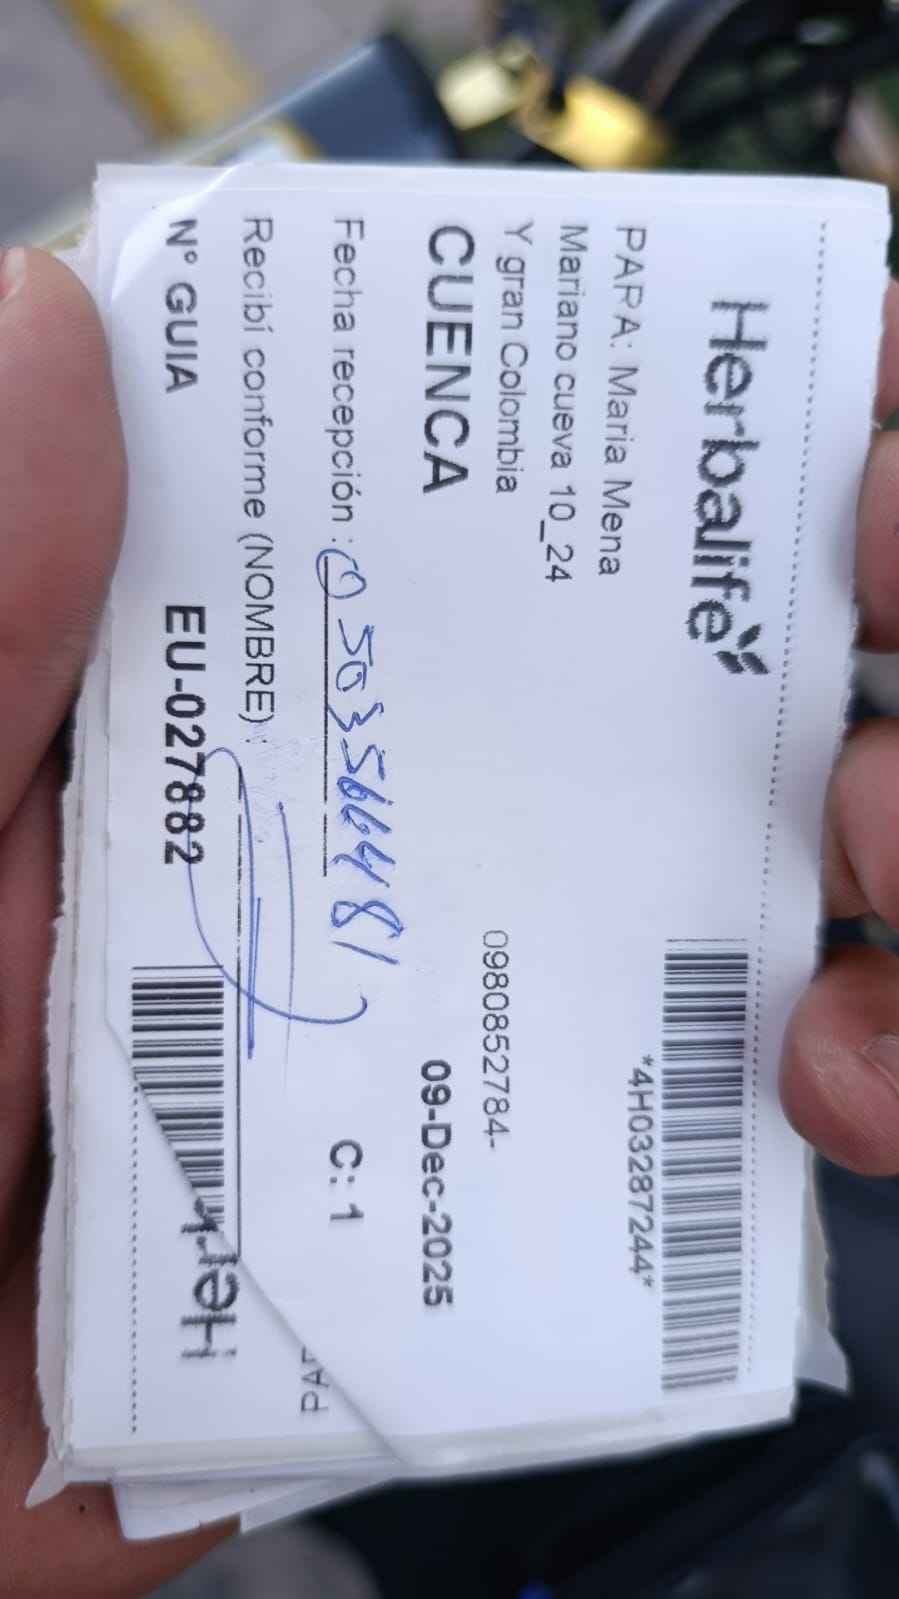 Herbalife
*4H03287244*
PARA: Maria Mena
Mariano cueva 10_24
Y gran Colombia
0980852784-
CUENCA
09-Dec-2025
Fecha recepción :
C: 1
Recibí conforme (NOMBRE) :
N° GUIA
EU-027882